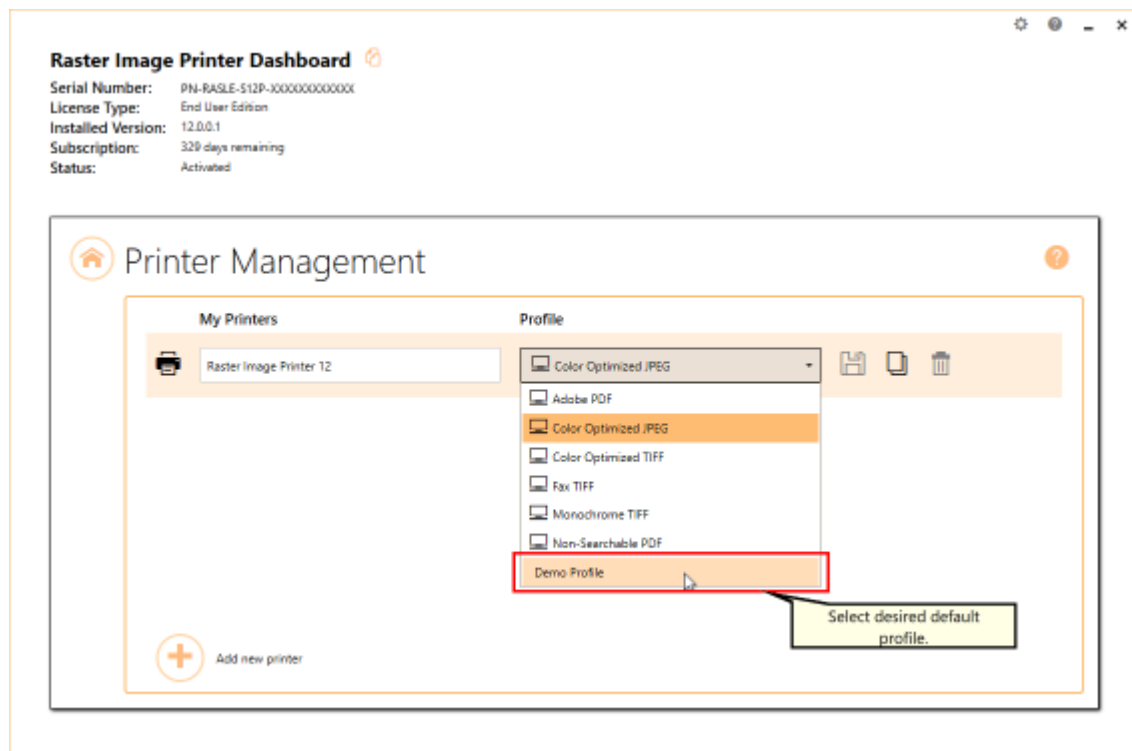 Raster Image Printer Dashboard
Serial Number: PN-RASLE-S12P-XXXXXXXXXXXX
License Type: End User Edition
Installed Version: 12.0.0.1
Subscription: 329 days remaining
Status: Activated
Printer Management
My Printers Profile
Raster Image Printer 12 Color Optimized JPEG
Adobe PDF
Color Optimized JPEG
Color Optimized TIFF
Fax TIFF
Monochrome TIFF
Non-Searchable PDF
Demo Profile
Select desired default
profile.
Add new printer